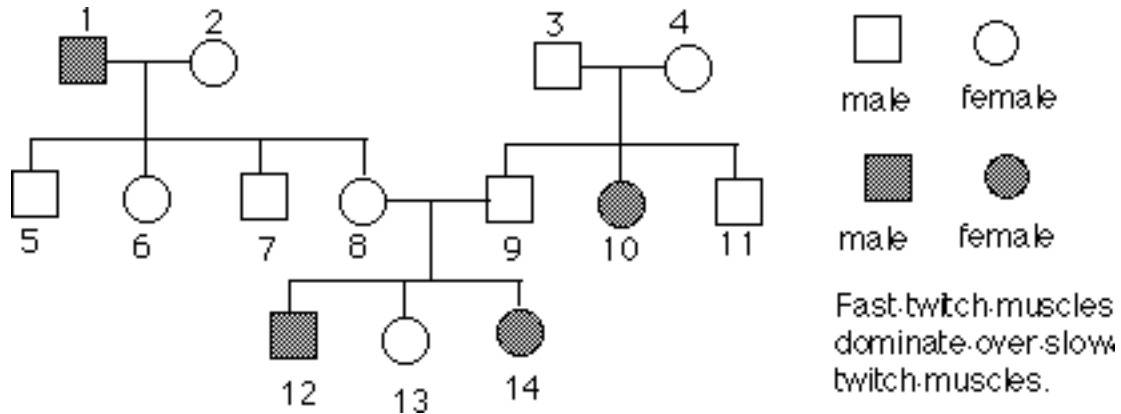 1 2 3 4
male female
5 6 7 8 9 10 11
male female
12 13 14
Fast·twitch·muscles
dominate·over·slow·
twitch·muscles.